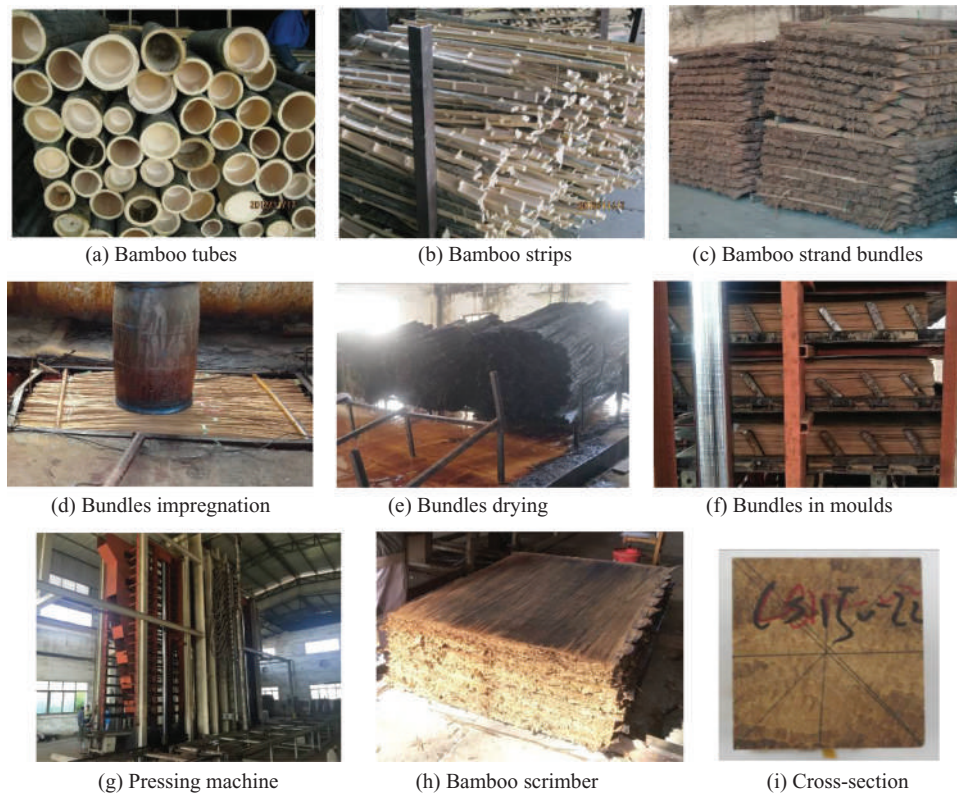 (a) Bamboo tubes
(b) Bamboo strips
(c) Bamboo strand bundles
(d) Bundles impregnation
(e) Bundles drying
(f) Bundles in moulds
(g) Pressing machine
(h) Bamboo scrimber
(i) Cross-section